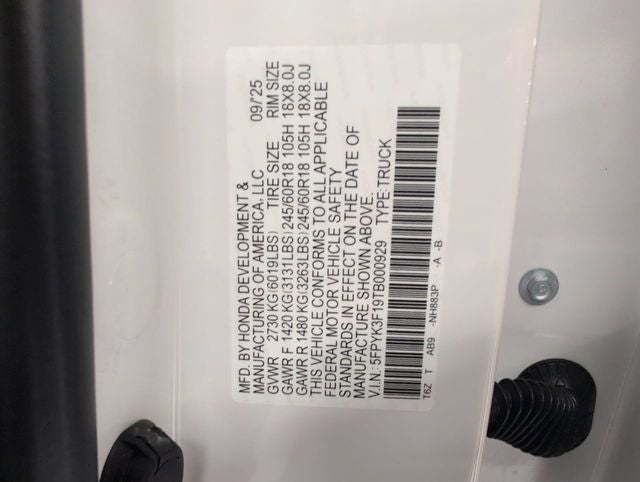 MFD. BY HONDA DEVELOPMENT &
MANUFACTURING OF AMERICA, LLC 09/'25
GVWR 2730 KG(6019LBS) TIRE SIZE RIM SIZE
GAWR F 1420 KG(3131LBS) 245/60R18 105H 18X8.0J
GAWR R 1480 KG(3263LBS) 245/60R18 105H 18X8.0J
THIS VEHICLE CONFORMS TO ALL APPLICABLE
FEDERAL MOTOR VEHICLE SAFETY
STANDARDS IN EFFECT ON THE DATE OF
MANUFACTURE SHOWN ABOVE.
V.I.N: 5FPYK3F19TB000929 TYPE:TRUCK
T6Z T AB9 -NH883P -A -B